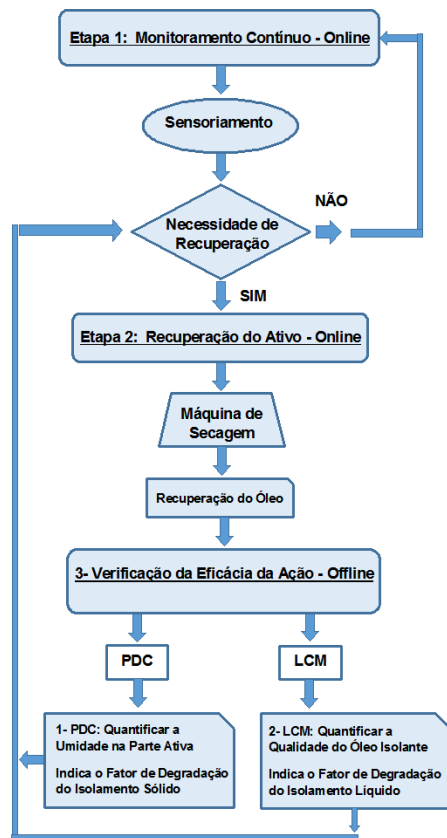 Etapa 1: Monitoramento Contínuo - Online
Sensoriamento
NÃO
Necessidade de
Recuperação
SIM
Etapa 2: Recuperação do Ativo - Online
Máquina de
Secagem
Recuperação do Óleo
3- Verificação da Eficácia da Ação - Offline
PDC
LCM
1- PDC: Quantificar a
Umidade na Parte Ativa
Indica o Fator de Degradação
do Isolamento Sólido
2- LCM: Quantificar a
Qualidade do Óleo Isolante
Indica o Fator de Degradação
do Isolamento Líquido